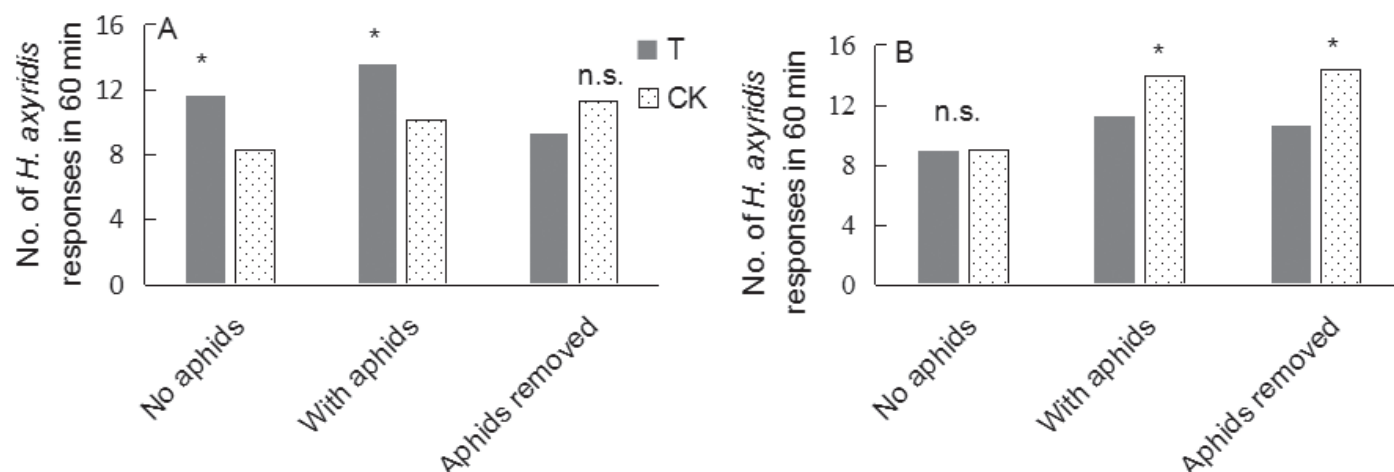 No. of H. axyridis
responses in 60 min
16
12
8
4
0
A
*
*
n.s.
T
CK
No aphids
With aphids
Aphids removed
No. of H. axyridis
responses in 60 min
16
12
8
4
0
B
n.s.
*
*
No aphids
With aphids
Aphids removed